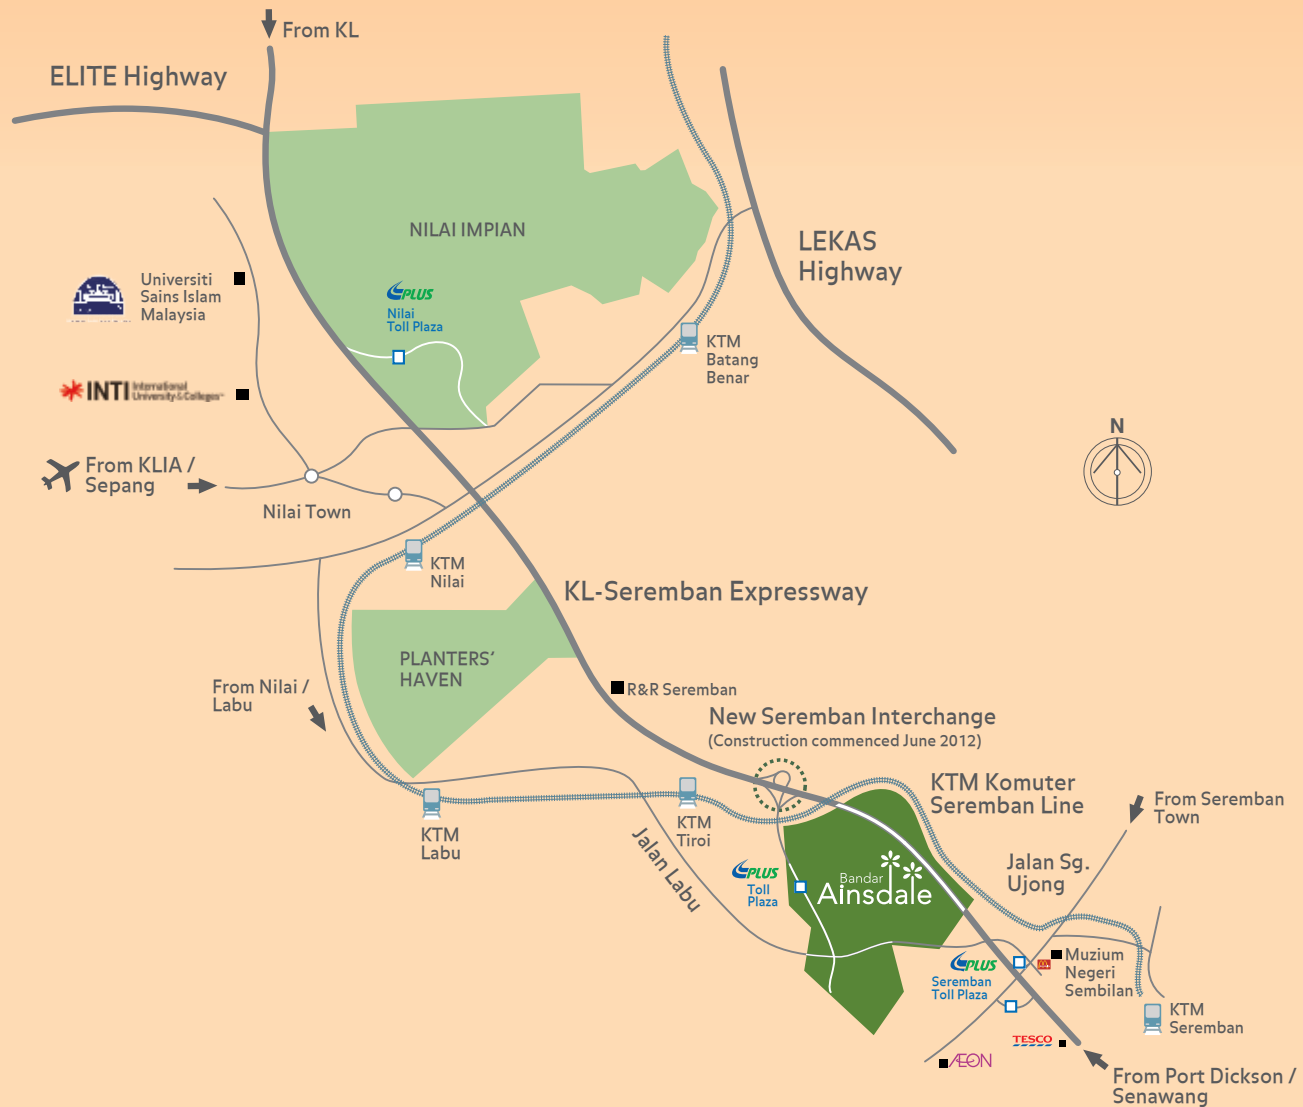 From KL
ELITE Highway
NILAI IMPIAN
LEKAS
Highway
Universiti
Sains Islam
Malaysia
PLUS
Nilai
Toll Plaza
KTM
Batang
Benar
INTI International
University & Colleges
N
From KLIA /
Sepang
Nilai Town
KTM
Nilai
KL-Seremban Expressway
PLANTERS‘
HAVEN
From Nilai /
Labu
R&R Seremban
New Seremban Interchange
(Construction commenced June 2012)
KTM Komuter
Seremban Line
From Seremban
Town
KTM
Labu
KTM
Tiroi
Jalan Labu
Jalan Sg.
Ujong
PLUS
Toll
Plaza
Bandar
Ainsdale
PLUS
Seremban
Toll Plaza
Muzium
Negeri
Sembilan
KTM
Seremban
TESCO
ÆON
From Port Dickson /
Senawang